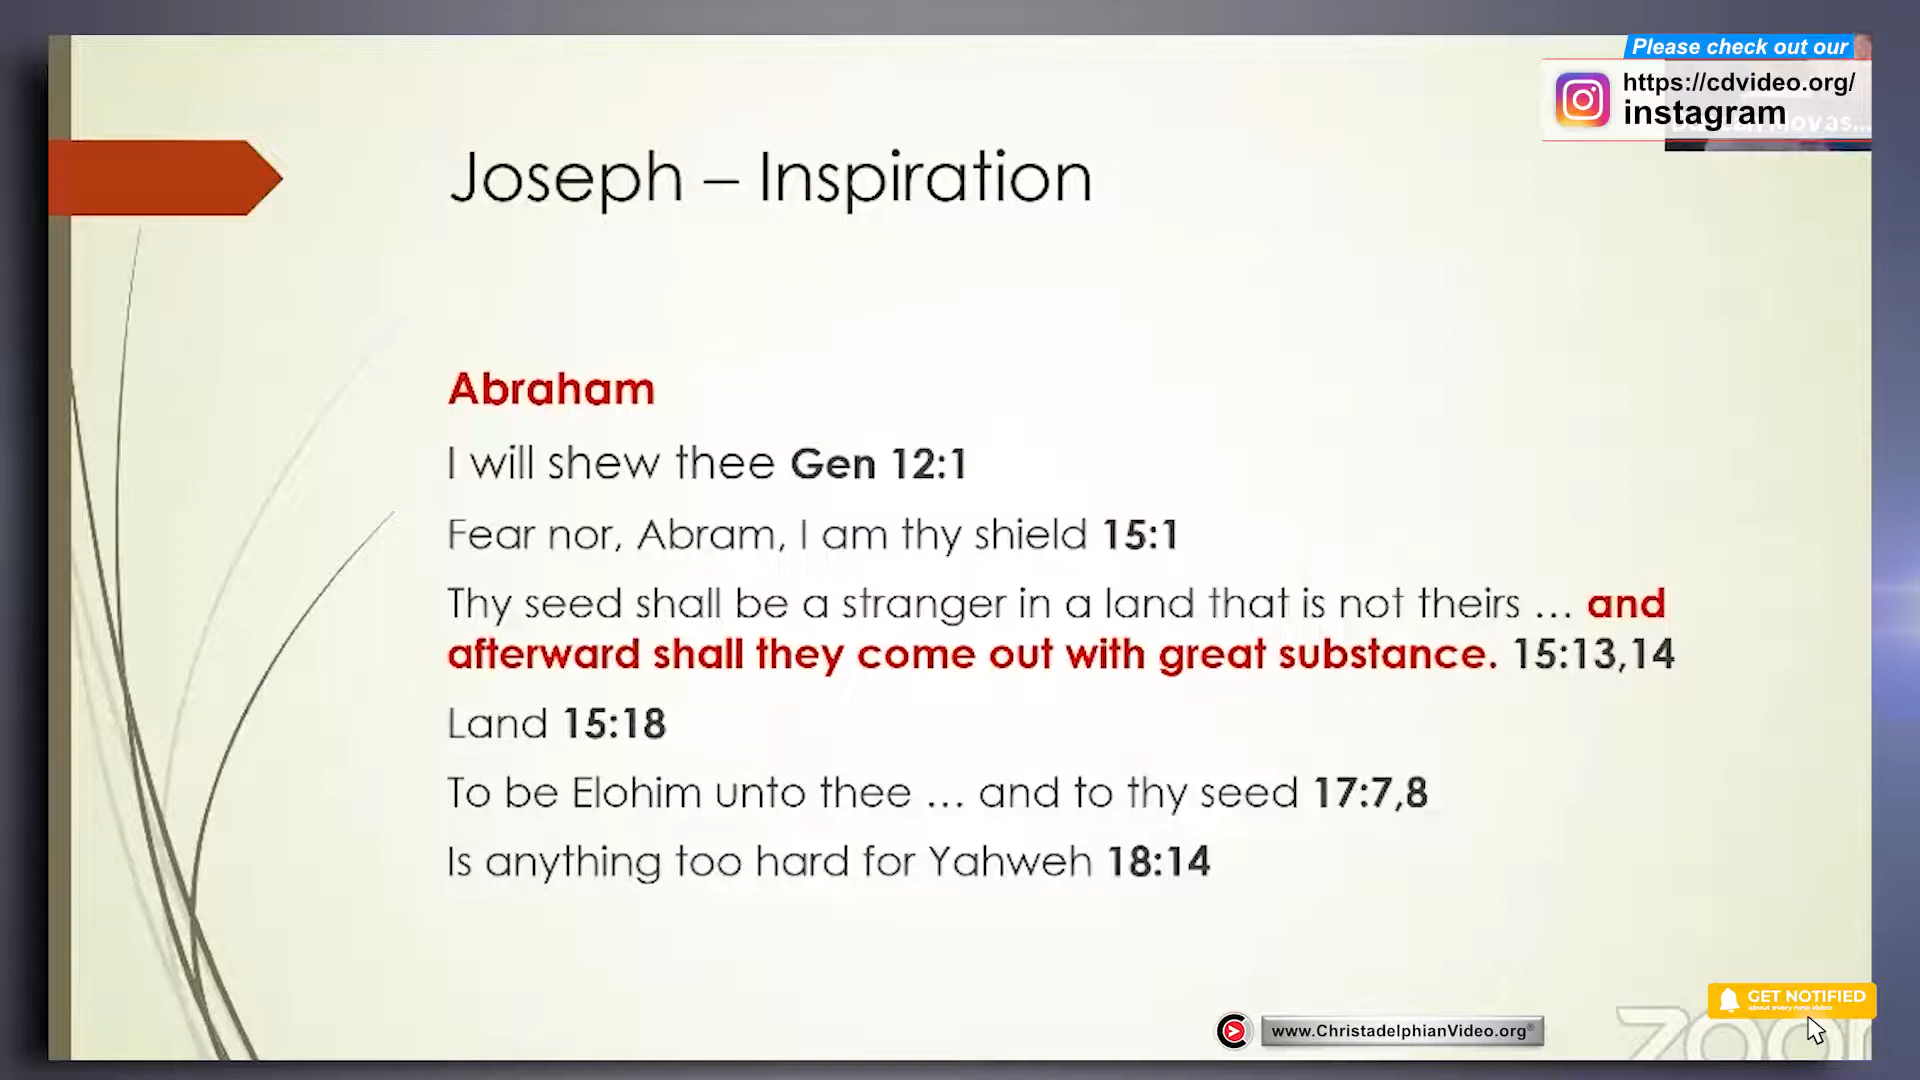 Please check out our
https://cdvideo.org/
instagram
Joseph – Inspiration
Abraham
I will shew thee Gen 12:1
Fear nor, Abram, I am thy shield 15:1
Thy seed shall be a stranger in a land that is not theirs … and
afterward shall they come out with great substance. 15:13,14
Land 15:18
To be Elohim unto thee … and to thy seed 17:7,8
Is anything too hard for Yahweh 18:14
GET NOTIFIED
about every new video
www.ChristadelphianVideo.org®